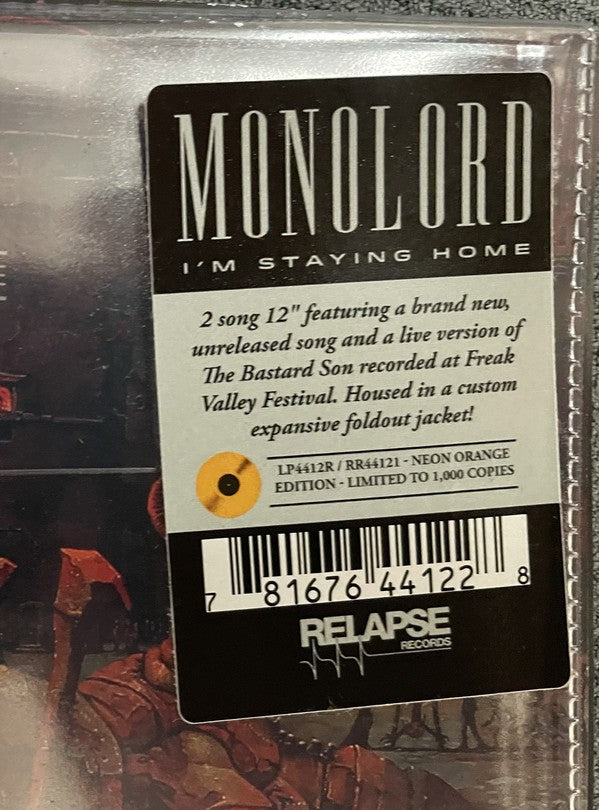 MONOLORD
I'M STAYING HOME
2 song 12" featuring a brand new,
unreleased song and a live version of
The Bastard Son recorded at Freak
Valley Festival. Housed in a custom
expansive foldout jacket!
LP4412R / RR44121 - NEON ORANGE
EDITION - LIMITED TO 1,000 COPIES
7 81676 44122 8
RELAPSE
RECORDS